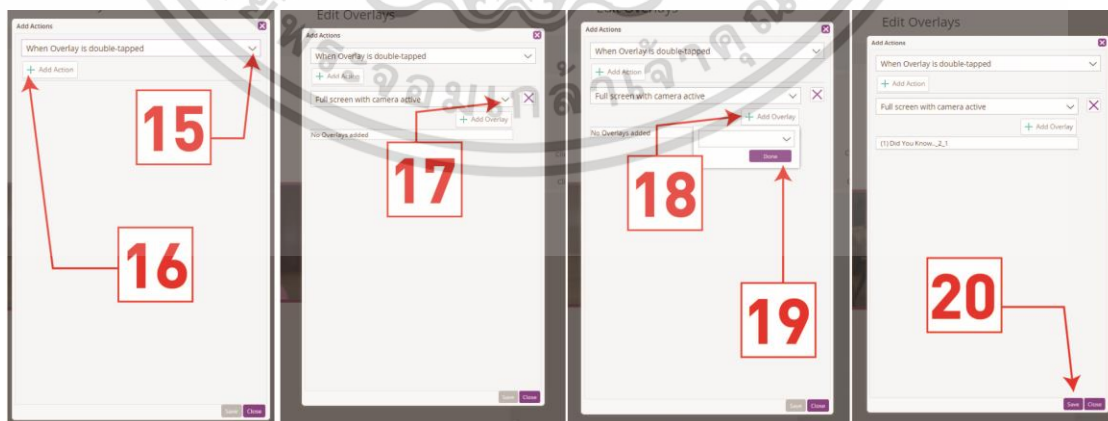 Add Actions
When Overlay is double-tapped
+ Add Action
15
16
Save Close
Edit Overlays
Add Actions
When Overlay is double-tapped
+ Add Action
Full screen with camera active
+ Add Overlay
No Overlays added
17
Save Close
Edit Overlays
Add Actions
When Overlay is double-tapped
+ Add Action
Full screen with camera active
+ Add Overlay
No Overlays added
Done
18
19
Save Close
Edit Overlays
Add Actions
When Overlay is double-tapped
+ Add Action
Full screen with camera active
+ Add Overlay
(1) Did You Know.._2_1
20
Save Close